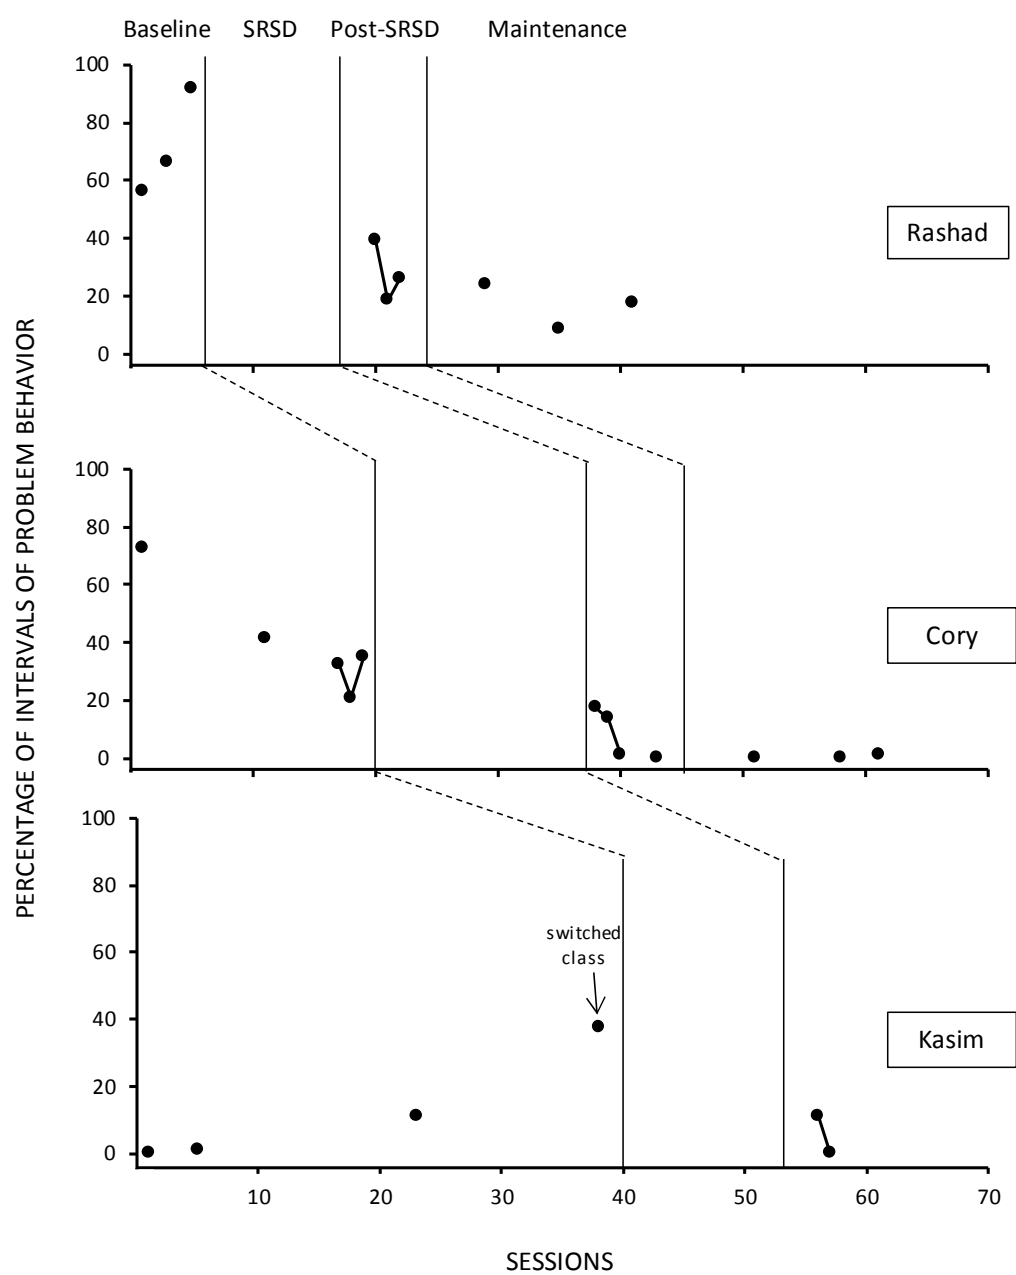 Baseline SRSD Post-SRSD Maintenance
PERCENTAGE OF INTERVALS OF PROBLEM BEHAVIOR
100
80
60
40
20
0
Rashad
100
80
60
40
20
0
Cory
100
80
60
40
20
0
switched
class
Kasim
10 20 30 40 50 60 70
SESSIONS